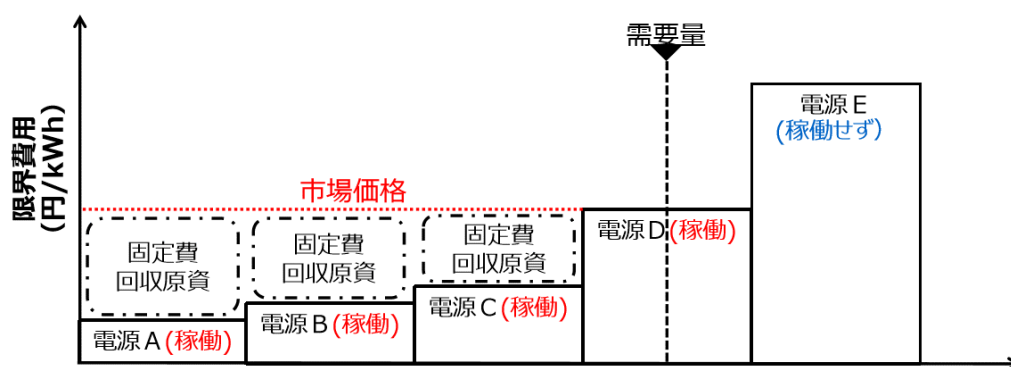 需要量
限界費用
(円/kWh)
市場価格
固定費
回収原資
固定費
回収原資
固定費
回収原資
電源A(稼働)
電源B(稼働)
電源C(稼働)
電源D(稼働)
電源E
(稼働せず)